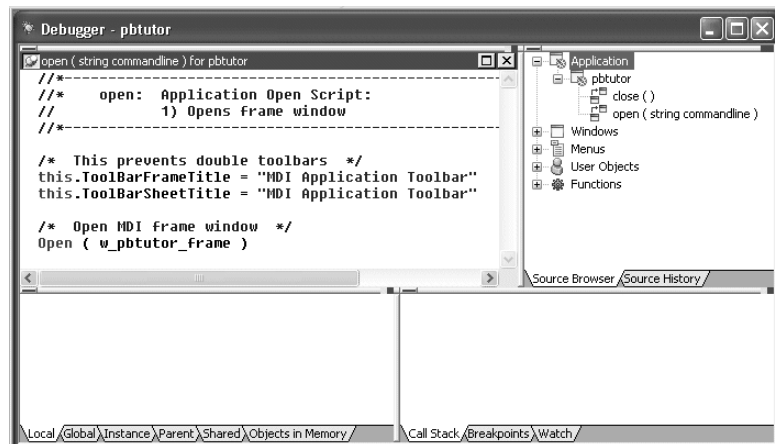 Debugger - pbtutor
open ( string commandline ) for pbtutor
//*-----------------------------------------------------
//* open: Application Open Script:
// 1) Opens frame window
//*-----------------------------------------------------
/* This prevents double toolbars */
this.ToolBarFrameTitle = "MDI Application Toolbar"
this.ToolBarSheetTitle = "MDI Application Toolbar"
/* Open MDI frame window */
Open ( w_pbtutor_frame )
Application
pbtutor
close ( )
open ( string commandline )
Windows
Menus
User Objects
Functions
Source Browser Source History
Local Global Instance Parent Shared Objects in Memory
Call Stack Breakpoints Watch